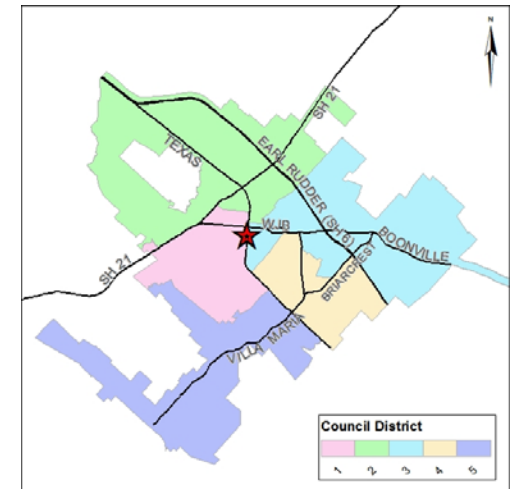 N
SH 21
EARL RUDDER (SH 6)
TEXAS
WJB
BOONVILLE
BRIARCREST
SH 21
VILLA MARIA
Council District
1 2 3 4 5